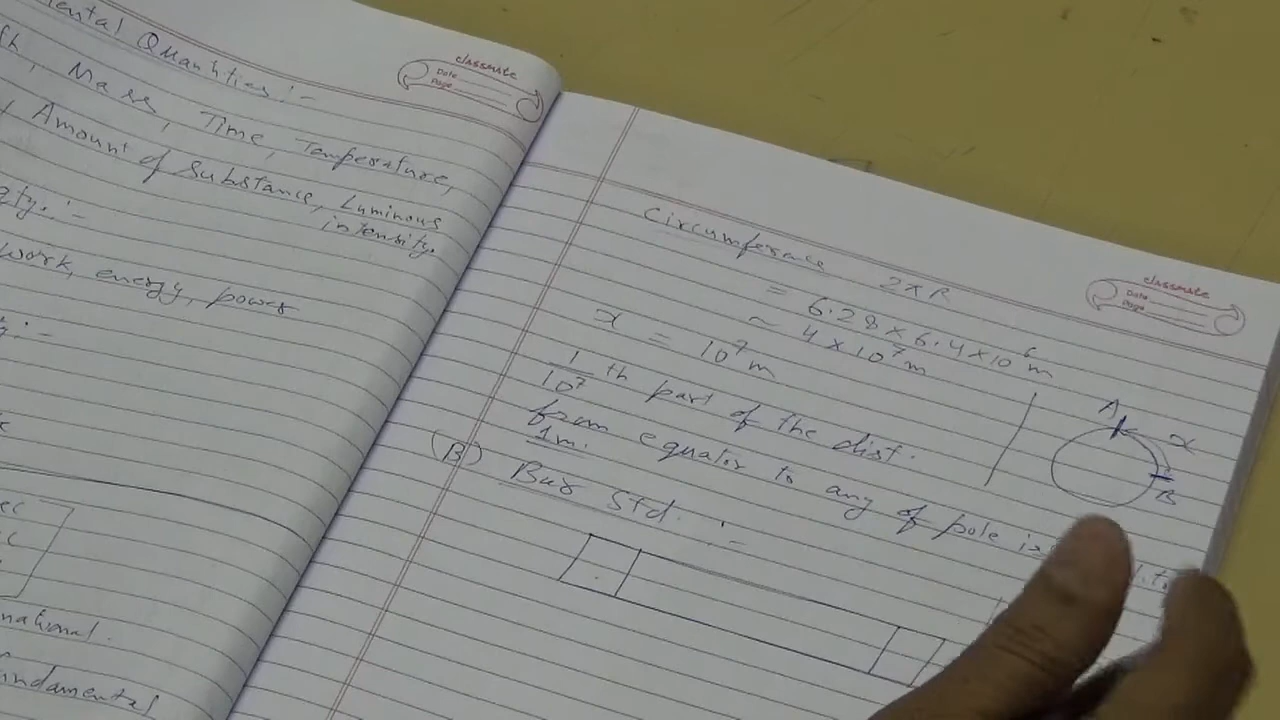 ental Quantities :-
Mass, Time, Temperature,
Amount of Substance, Luminous
intensity.
work, energy, power
national.
fundamental
classmate
Date
Page
classmate
Date
Page
Circumference 2πR
= 6.28 × 6.4 × 10⁶ m
~ 4 × 10⁷ m
x = 10⁷ m
A
x
B
1/10⁷ th part of the dist.
from equator to any of pole is
1m.
(B) Bar Std. :-